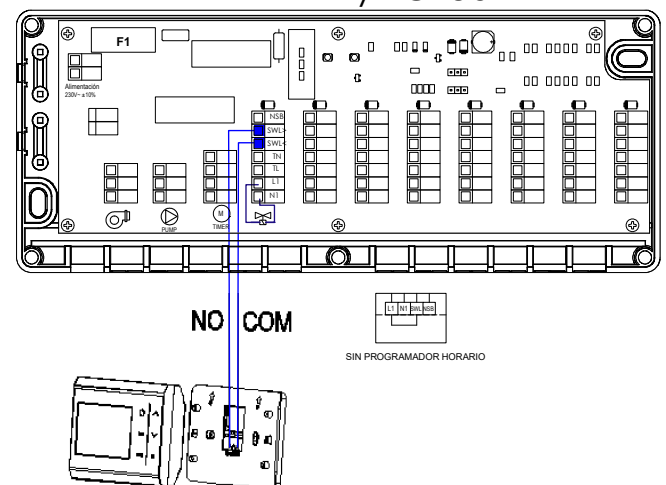 F1
Alimentación
230V~ ±10%
NSB
SWL>
SWL<
TN
TL
L1
N1
M
PUMP
TIMER
NO COM
L1 N1 SWL NSB
SIN PROGRAMADOR HORARIO